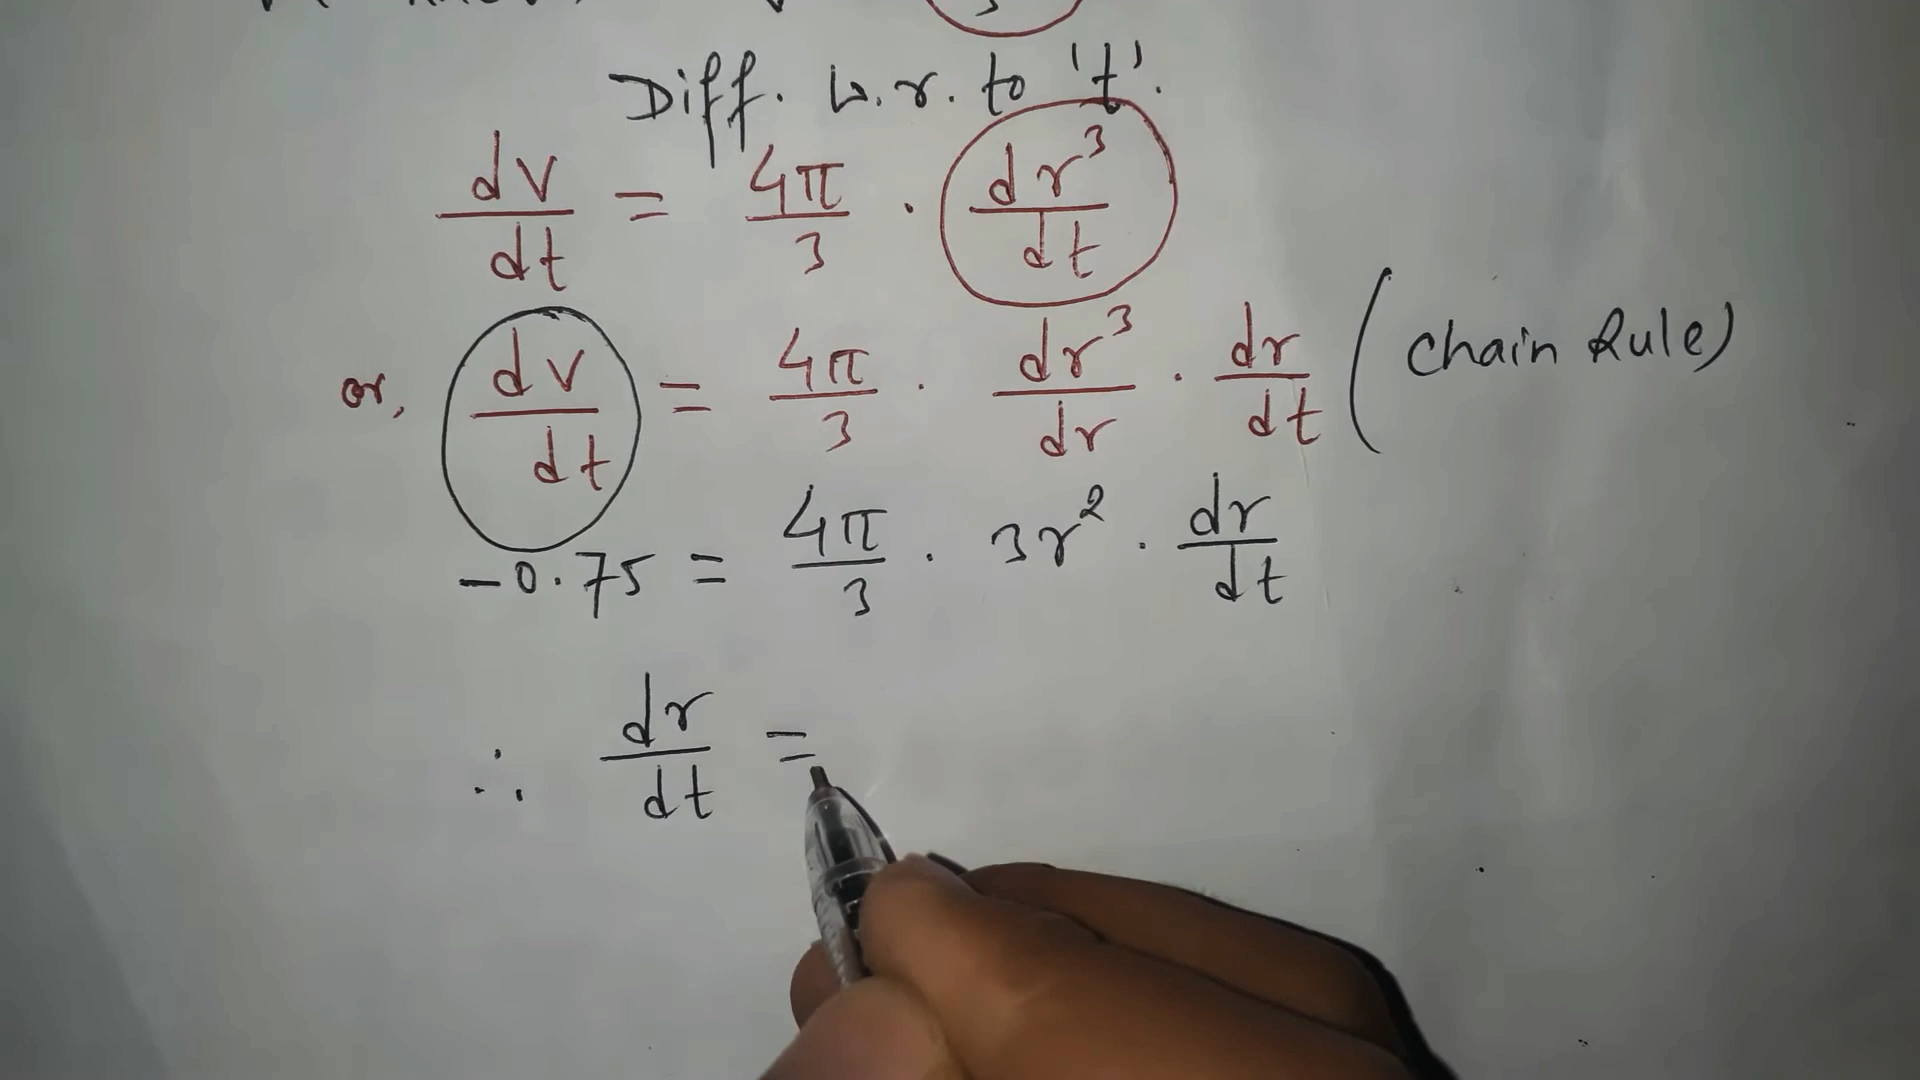 Diff. w.r. to 't'.
dv/dt = 4π/3 . dr³/dt
or, dv/dt = 4π/3 . dr³/dr . dr/dt (Chain Rule)
-0.75 = 4π/3 . 3r² . dr/dt
∴ dr/dt =